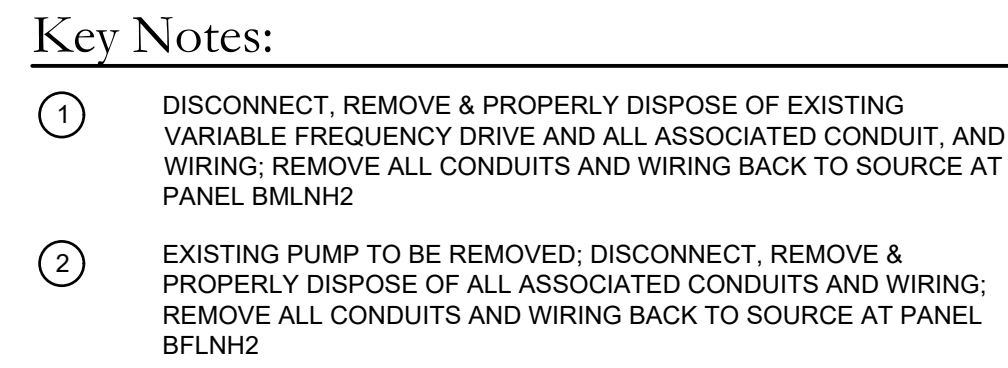 Key Notes:
1 DISCONNECT, REMOVE & PROPERLY DISPOSE OF EXISTING
VARIABLE FREQUENCY DRIVE AND ALL ASSOCIATED CONDUIT, AND
WIRING; REMOVE ALL CONDUITS AND WIRING BACK TO SOURCE AT
PANEL BMLNH2
2 EXISTING PUMP TO BE REMOVED; DISCONNECT, REMOVE &
PROPERLY DISPOSE OF ALL ASSOCIATED CONDUITS AND WIRING;
REMOVE ALL CONDUITS AND WIRING BACK TO SOURCE AT PANEL
BFLNH2